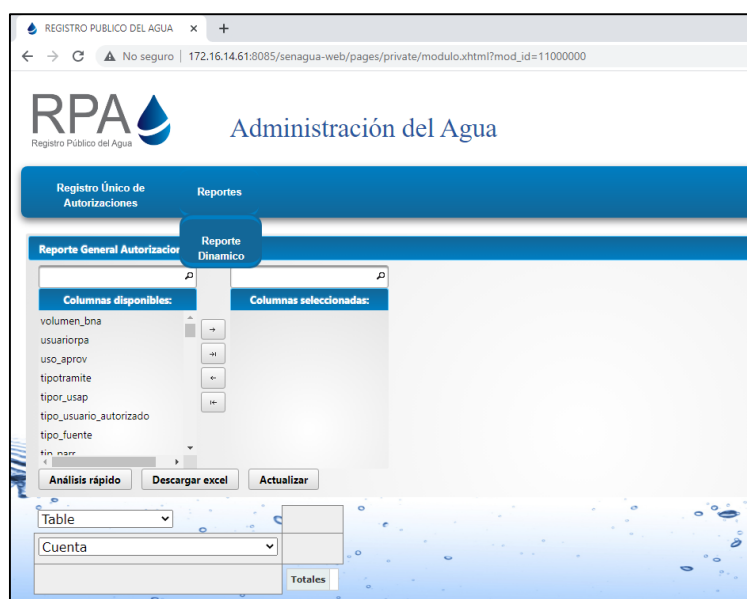 REGISTRO PUBLICO DEL AGUA
No seguro | 172.16.14.61:8085/senagua-web/pages/private/modulo.xhtml?mod_id=11000000
RPA
Registro Público del Agua
Administración del Agua
Registro Único de
Autorizaciones
Reportes
Reporte
Dinamico
Reporte General Autorizacion
Columnas disponibles:
Columnas seleccionadas:
volumen_bna
usuariorpa
uso_aprov
tipotramite
tipor_usap
tipo_usuario_autorizado
tipo_fuente
Análisis rápido
Descargar excel
Actualizar
Table
Cuenta
Totales